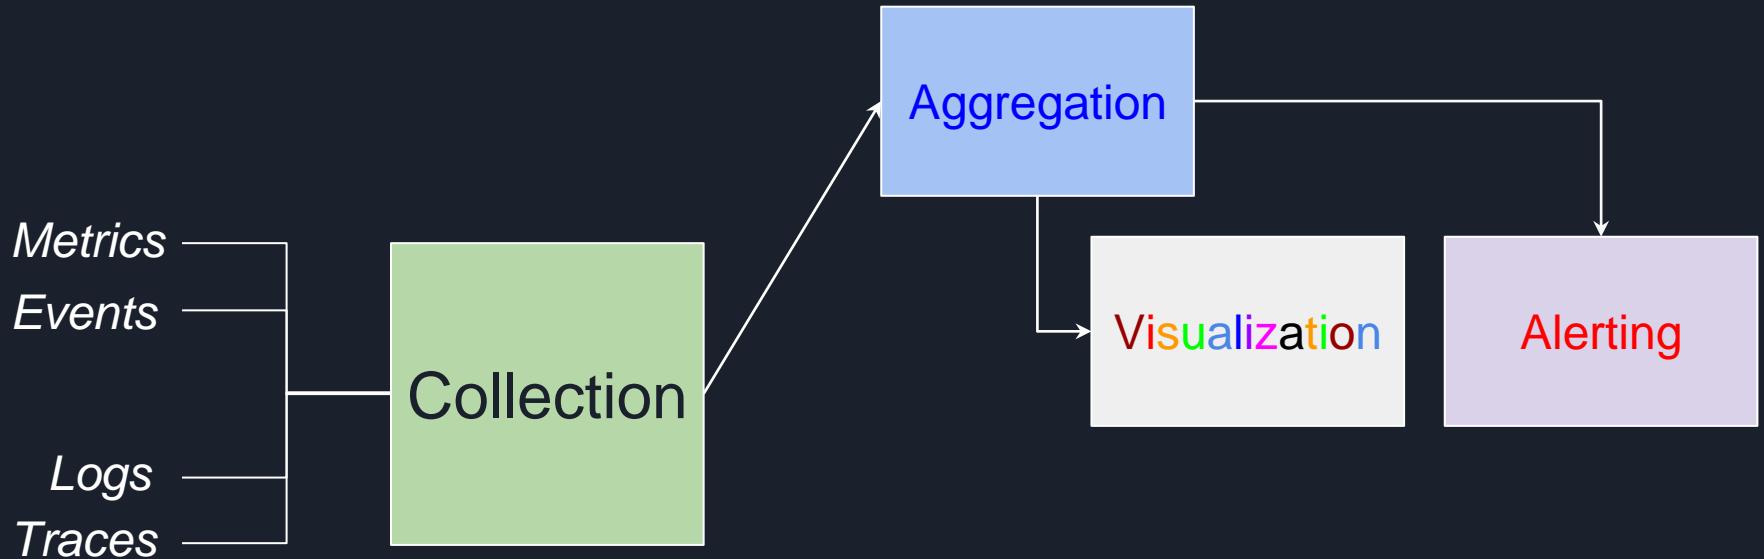 Aggregation
Metrics
Events
Logs
Traces
Collection
Visualization
Alerting